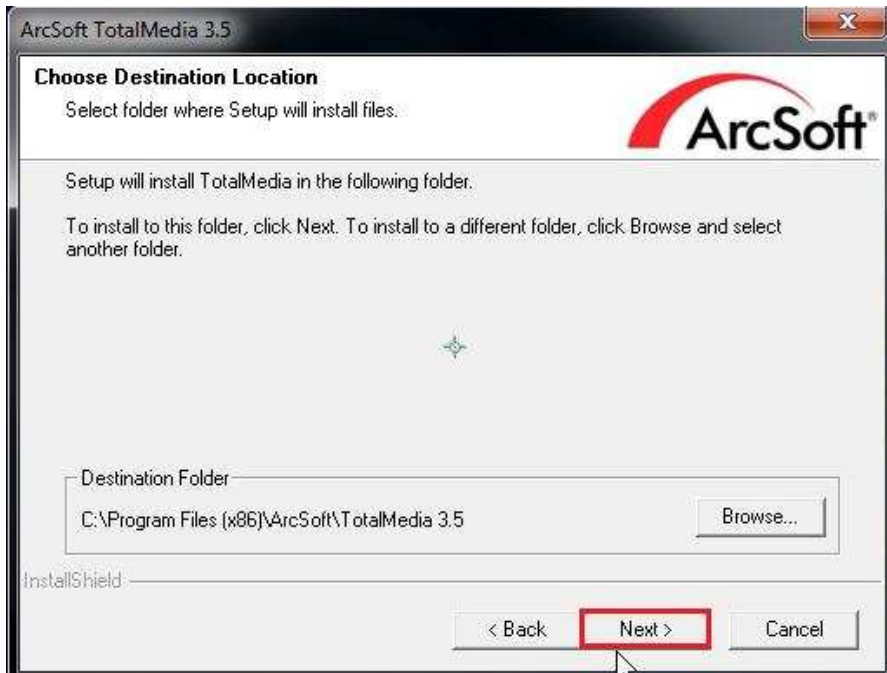 ArcSoft TotalMedia 3.5
Choose Destination Location
Select folder where Setup will install files.
ArcSoft®
Setup will install TotalMedia in the following folder.
To install to this folder, click Next. To install to a different folder, click Browse and select
another folder.
Destination Folder
C:\Program Files (x86)\ArcSoft\TotalMedia 3.5
Browse...
InstallShield
< Back
Next >
Cancel